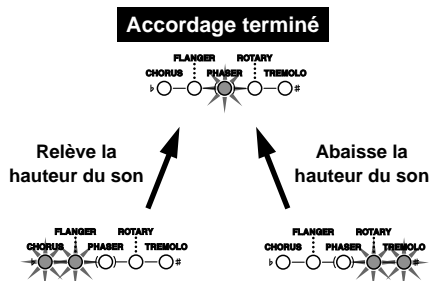 Accordage terminé
FLANGER ROTARY
CHORUS PHASER TREMOLO
♭ ♯
Relève la
hauteur du son
Abaisse la
hauteur du son
FLANGER ROTARY
CHORUS PHASER TREMOLO
♭ ♯
FLANGER ROTARY
CHORUS PHASER TREMOLO
♭ ♯